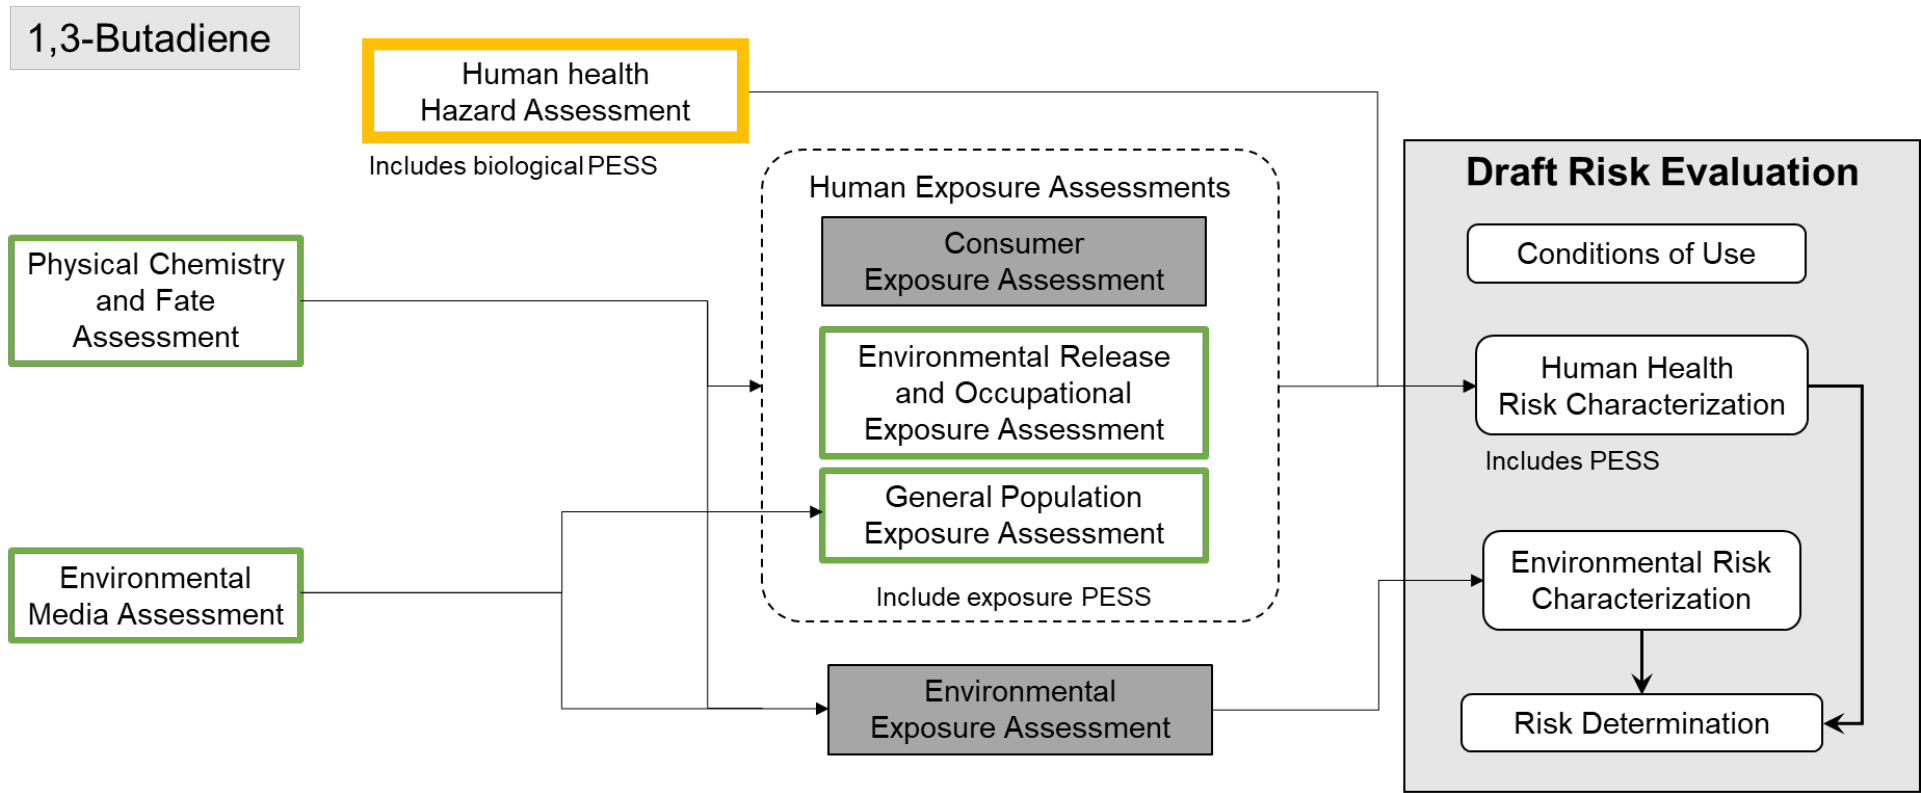 1,3-Butadiene
Human health
Hazard Assessment
Includes biological PESS
Physical Chemistry
and Fate
Assessment
Environmental
Media Assessment
Human Exposure Assessments
Consumer
Exposure Assessment
Environmental Release
and Occupational
Exposure Assessment
General Population
Exposure Assessment
Include exposure PESS
Environmental
Exposure Assessment
Draft Risk Evaluation
Conditions of Use
Human Health
Risk Characterization
Includes PESS
Environmental Risk
Characterization
Risk Determination